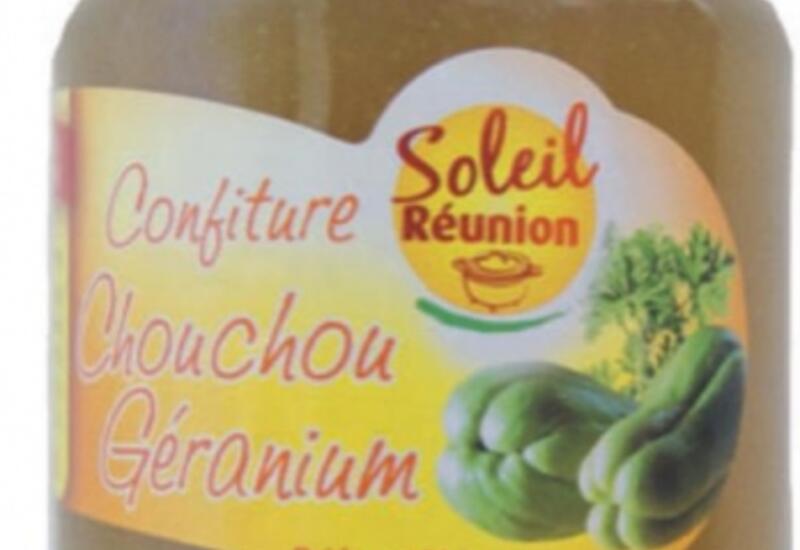 Soleil
Réunion
Confiture
Chouchou
Géranium